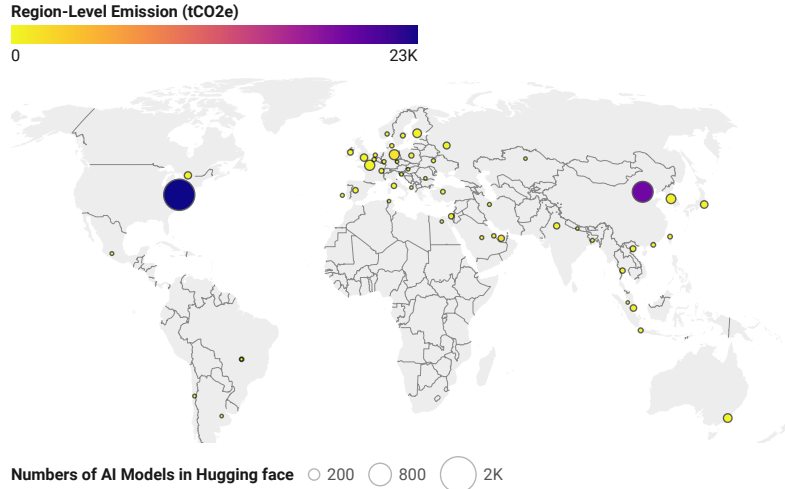 Region-Level Emission (tCO2e)
0 23K
Numbers of AI Models in Hugging face 200 800 2K